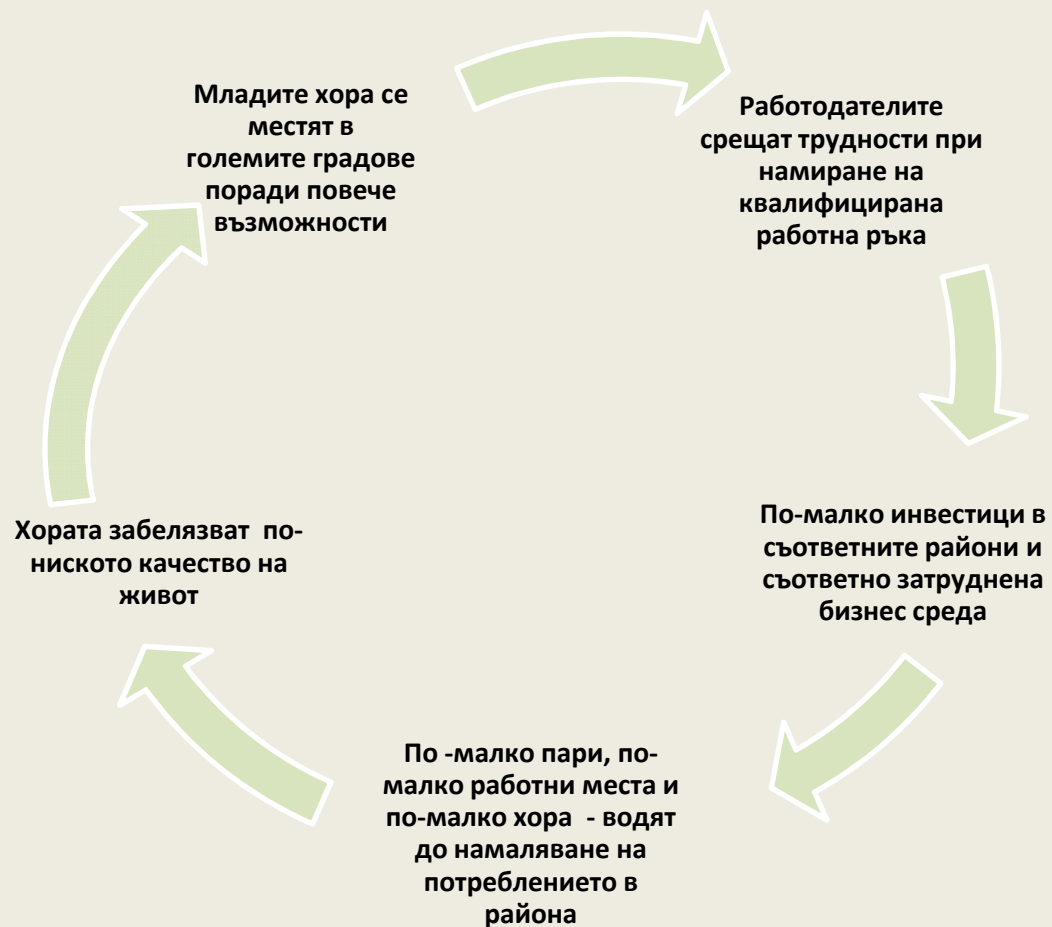 Младите хора се
местят в
големите градове
поради повече
възможности
Работодателите
срещат трудности при
намиране на
квалифицирана
работна ръка
По-малко инвестици в
съответните райони и
съответно затруднена
бизнес среда
По -малко пари, по-
малко работни места и
по-малко хора - водят
до намаляване на
потреблението в
района
Хората забелязват по-
ниското качество на
живот